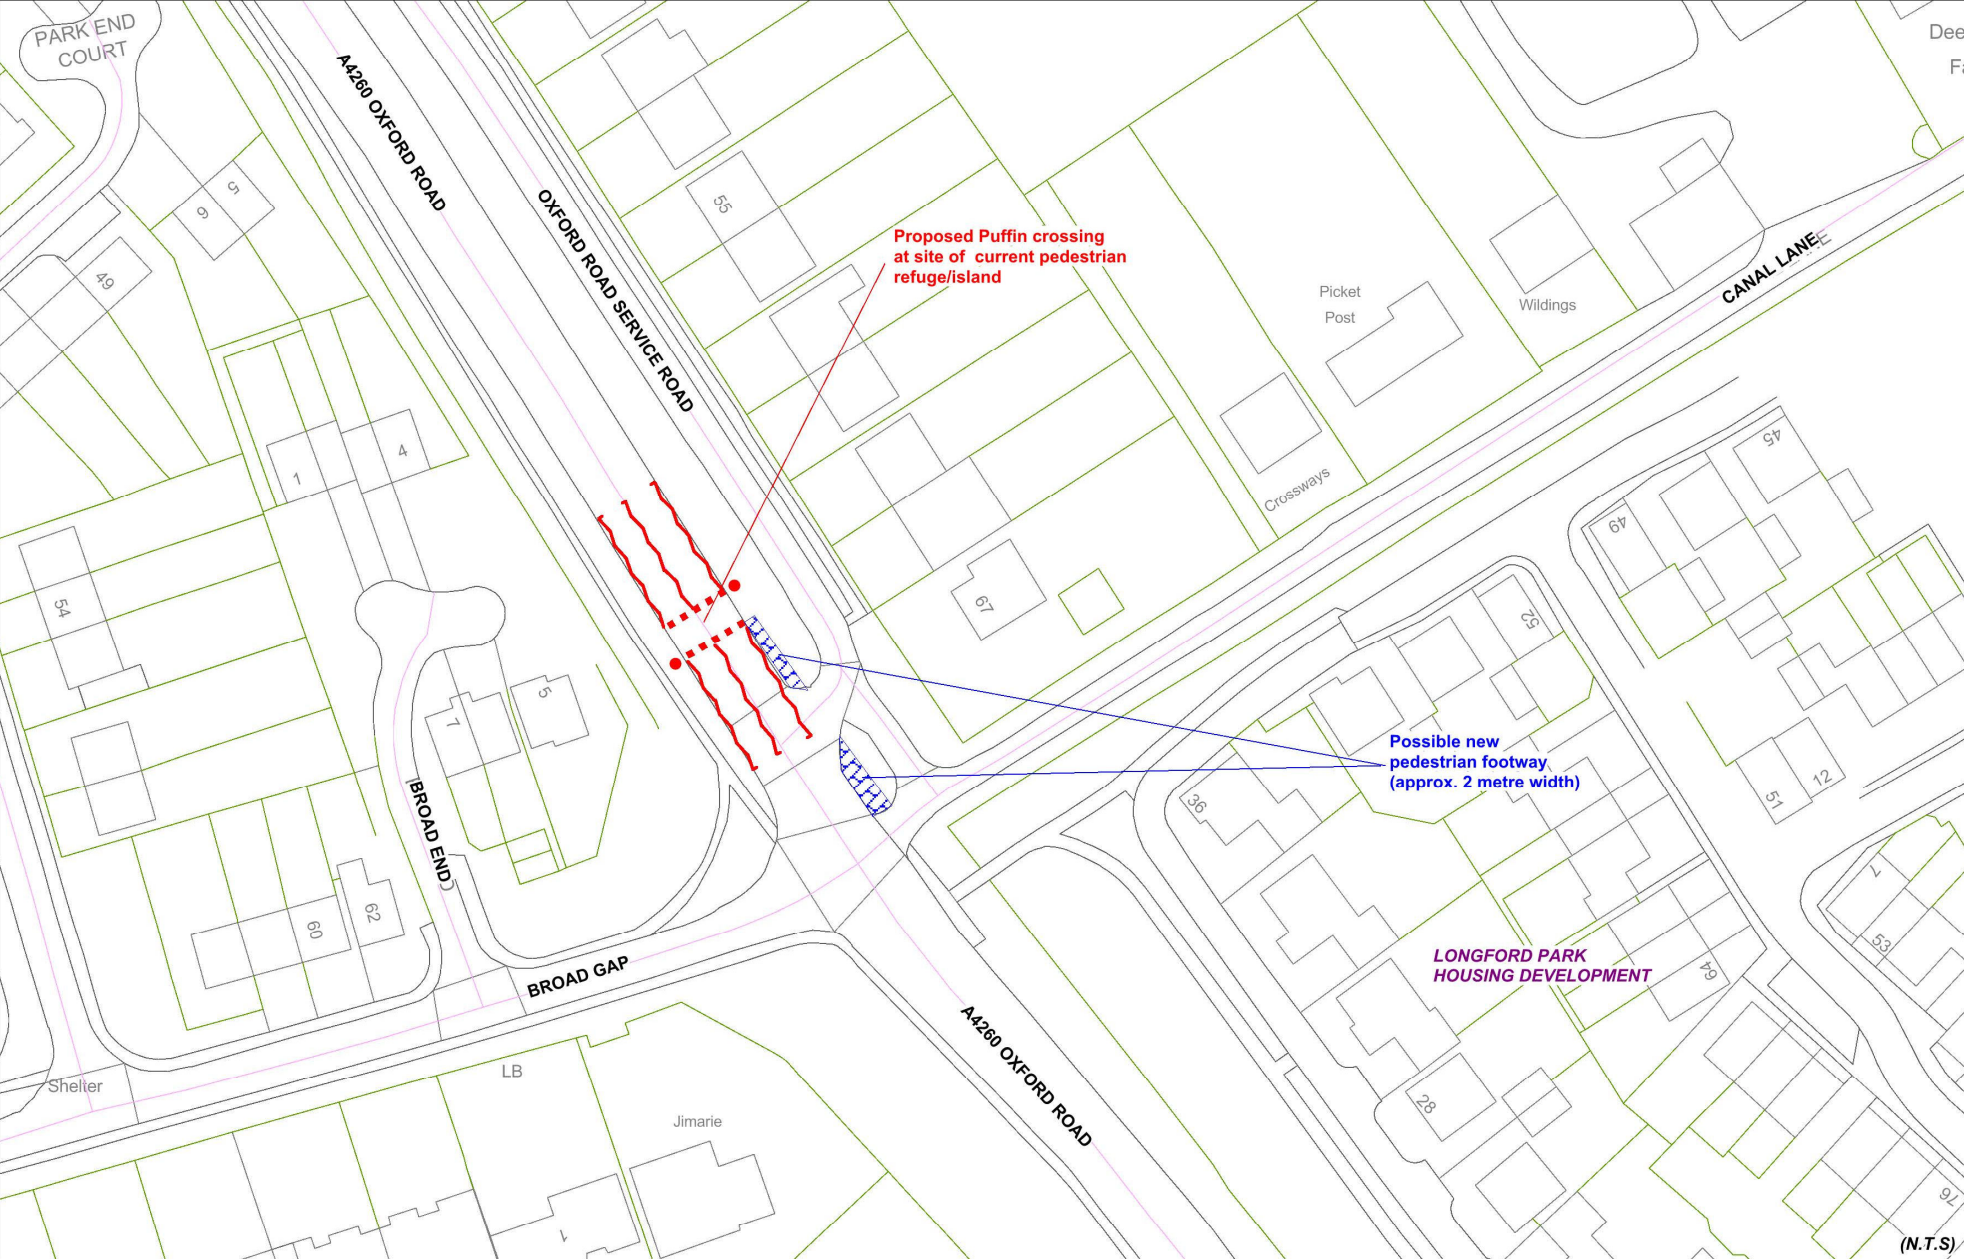 PARK END
COURT
A4260 OXFORD ROAD
OXFORD ROAD SERVICE ROAD
Proposed Puffin crossing
at site of current pedestrian
refuge/island
55
5
6
49
1
4
54
7
5
60
62
BROAD END
BROAD GAP
Shelter
LB
Jimarie
1
Picket
Post
Wildings
Crossways
67
CANAL LANE
Dee
Fa
45
49
52
36
51
12
7
53
64
28
76
Possible new
pedestrian footway
(approx. 2 metre width)
LONGFORD PARK
HOUSING DEVELOPMENT
A4260 OXFORD ROAD
(N.T.S)